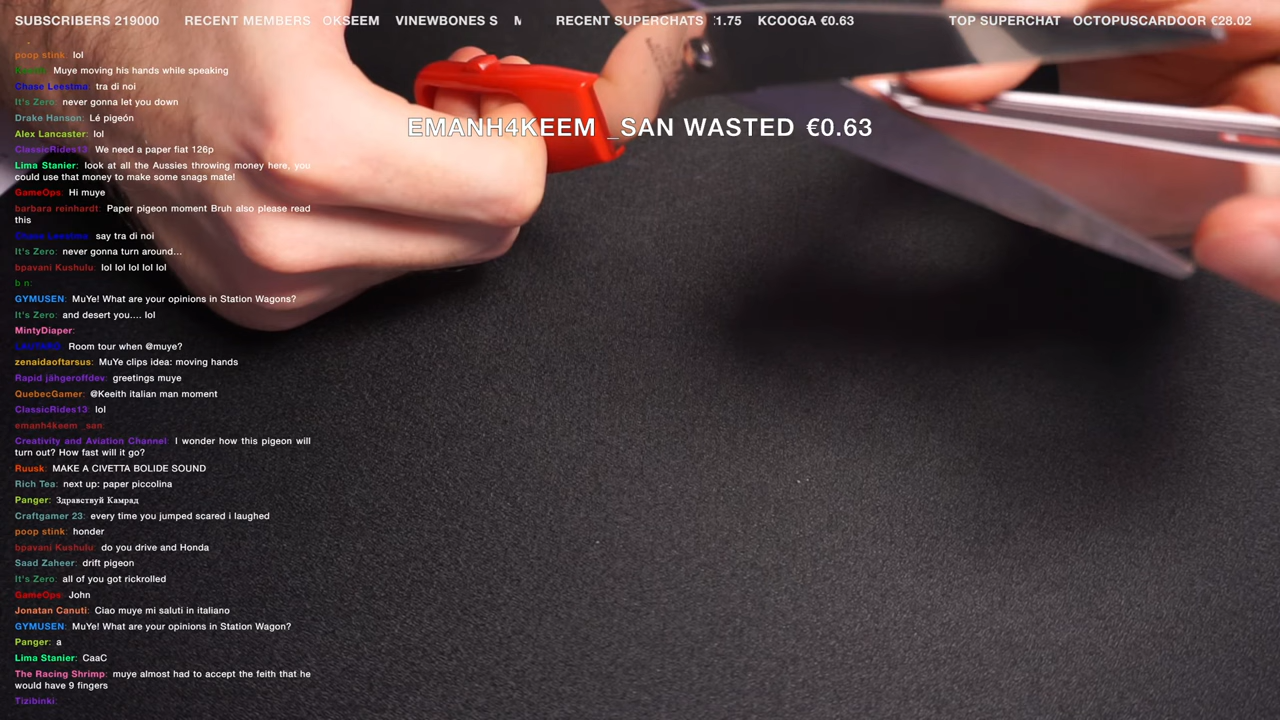 SUBSCRIBERS 219000 RECENT MEMBERS OKSEEM VINEWBONES S RECENT SUPERCHATS 1.75 KCOOGA €0.63 TOP SUPERCHAT OCTOPUSCARDOOR €28.02
EMANH4KEEM _SAN WASTED €0.63
poop stink: lol
Muye moving his hands while speaking
Chase Leestma: tra di noi
It's Zero: never gonna let you down
Drake Hanson: Lé pigeón
Alex Lancaster: lol
ClassicRides13: We need a paper fiat 126p
Lima Stanier: look at all the Aussies throwing money here, you
could use that money to make some snags mate!
GameOps: Hi muye
barbara reinhardt: Paper pigeon moment Bruh also please read
this
Chase Leestma: say tra di noi
It's Zero: never gonna turn around...
bpavani Kushulu: lol lol lol lol lol
b n:
GYMUSEN: MuYe! What are your opinions in Station Wagons?
It's Zero: and desert you.... lol
MintyDiaper:
Room tour when @muye?
zenaidaoftarsus: MuYe clips idea: moving hands
Rapid jähgeroffdev: greetings muye
QuebecGamer: @Keeith italian man moment
ClassicRides13: lol
emanh4keem _san:
Creativity and Aviation Channel: I wonder how this pigeon will
turn out? How fast will it go?
Ruusk: MAKE A CIVETTA BOLIDE SOUND
Rich Tea: next up: paper piccolina
Panger: Здравствуй Камрад
Craftgamer 23: every time you jumped scared i laughed
poop stink: honder
bpavani Kushulu: do you drive and Honda
Saad Zaheer: drift pigeon
It's Zero: all of you got rickrolled
GameOps: John
Jonatan Canuti: Ciao muye mi saluti in italiano
GYMUSEN: MuYe! What are your opinions in Station Wagon?
Panger: a
Lima Stanier: CaaC
The Racing Shrimp: muye almost had to accept the feith that he
would have 9 fingers
Tizibinki: